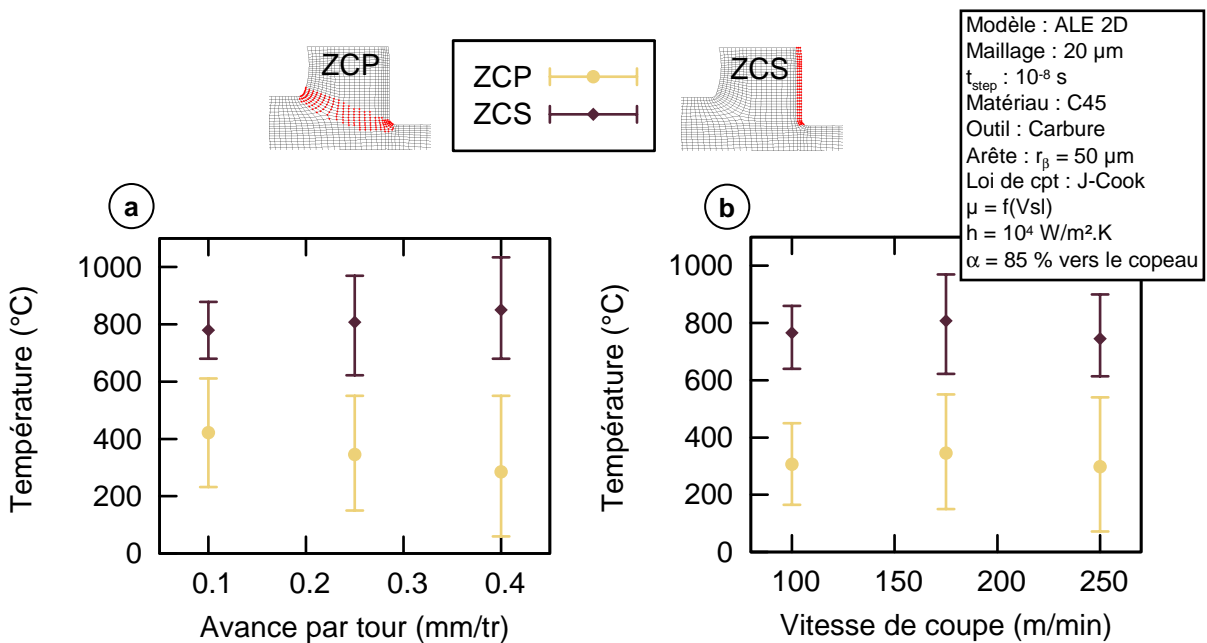 ZCP
ZCP
ZCS
ZCS
Modèle : ALE 2D
Maillage : 20 µm
t_step : 10⁻⁸ s
Matériau : C45
Outil : Carbure
Arête : r_β = 50 µm
Loi de cpt : J-Cook
µ = f(Vsl)
h = 10⁴ W/m².K
α = 85 % vers le copeau
a
Température (°C)
1000
800
600
400
200
0
0.1 0.2 0.3 0.4
Avance par tour (mm/tr)
b
Température (°C)
1000
800
600
400
200
0
100 150 200 250
Vitesse de coupe (m/min)